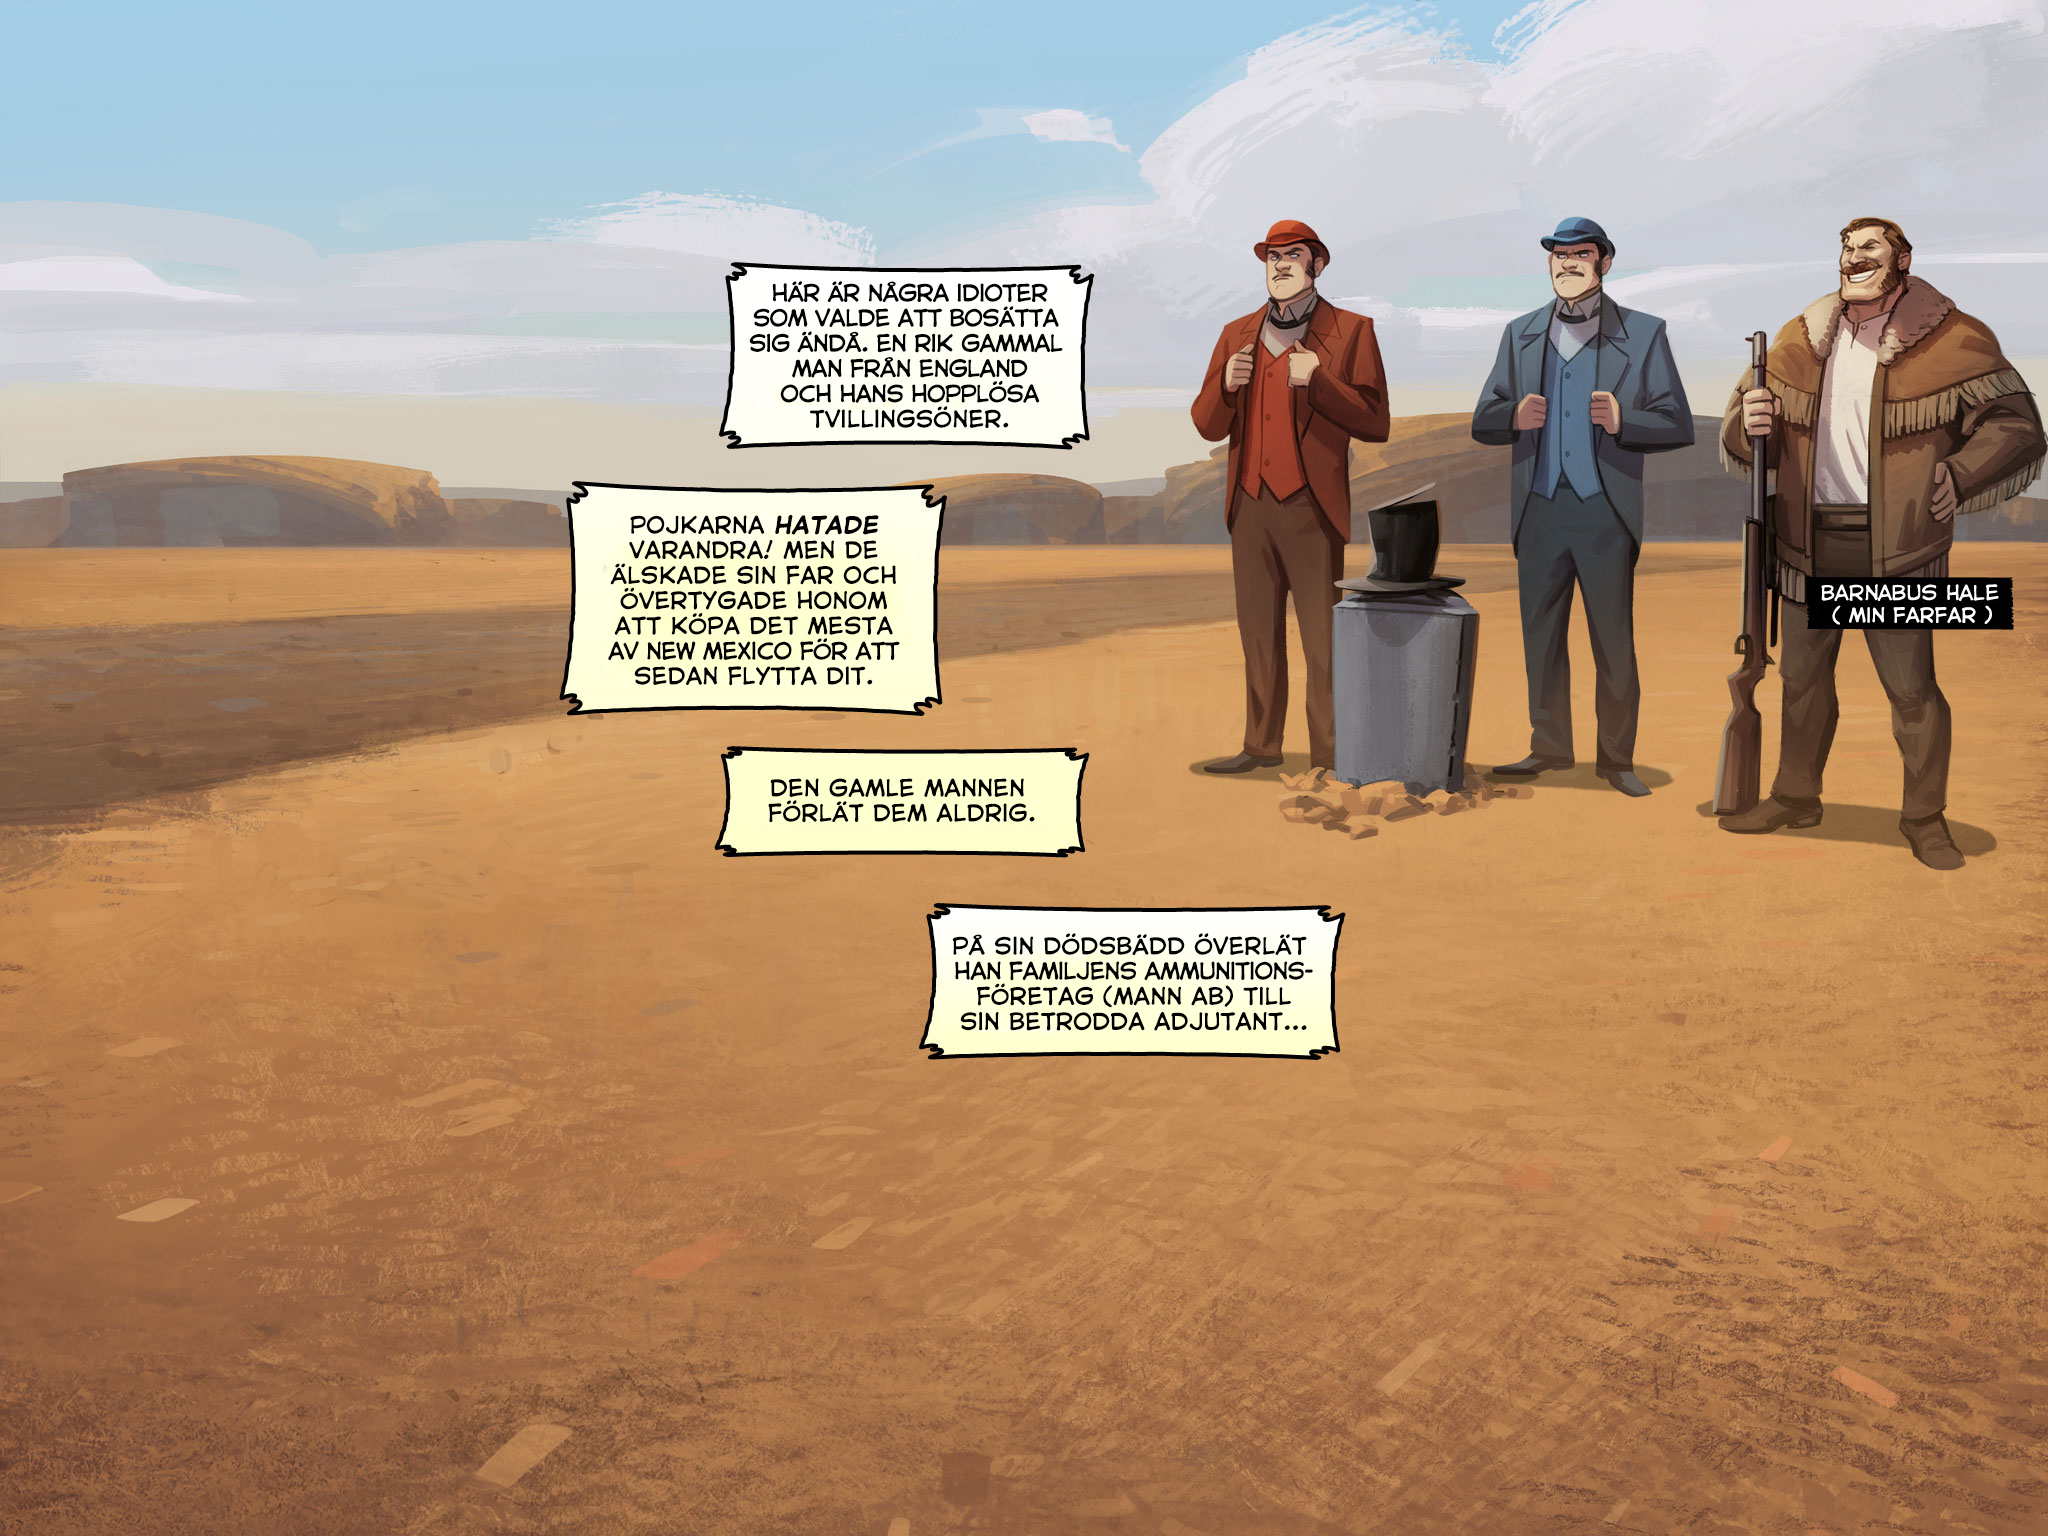 HÄR ÄR NÅGRA IDIOTER
SOM VALDE ATT BOSÄTTA
SIG ÄNDÅ. EN RIK GAMMAL
MAN FRÅN ENGLAND
OCH HANS HOPPLÖSA
TVILLINGSÖNER.
POJKARNA HATADE
VARANDRA! MEN DE
ÄLSKADE SIN FAR OCH
ÖVERTYGADE HONOM
ATT KÖPA DET MESTA
AV NEW MEXICO FÖR ATT
SEDAN FLYTTA DIT.
BARNABUS HALE
( MIN FARFAR )
DEN GAMLE MANNEN
FÖRLÄT DEM ALDRIG.
PÅ SIN DÖDSBÄDD ÖVERLÄT
HAN FAMILJENS AMMUNITIONS-
FÖRETAG (MANN AB) TILL
SIN BETRODDA ADJUTANT...